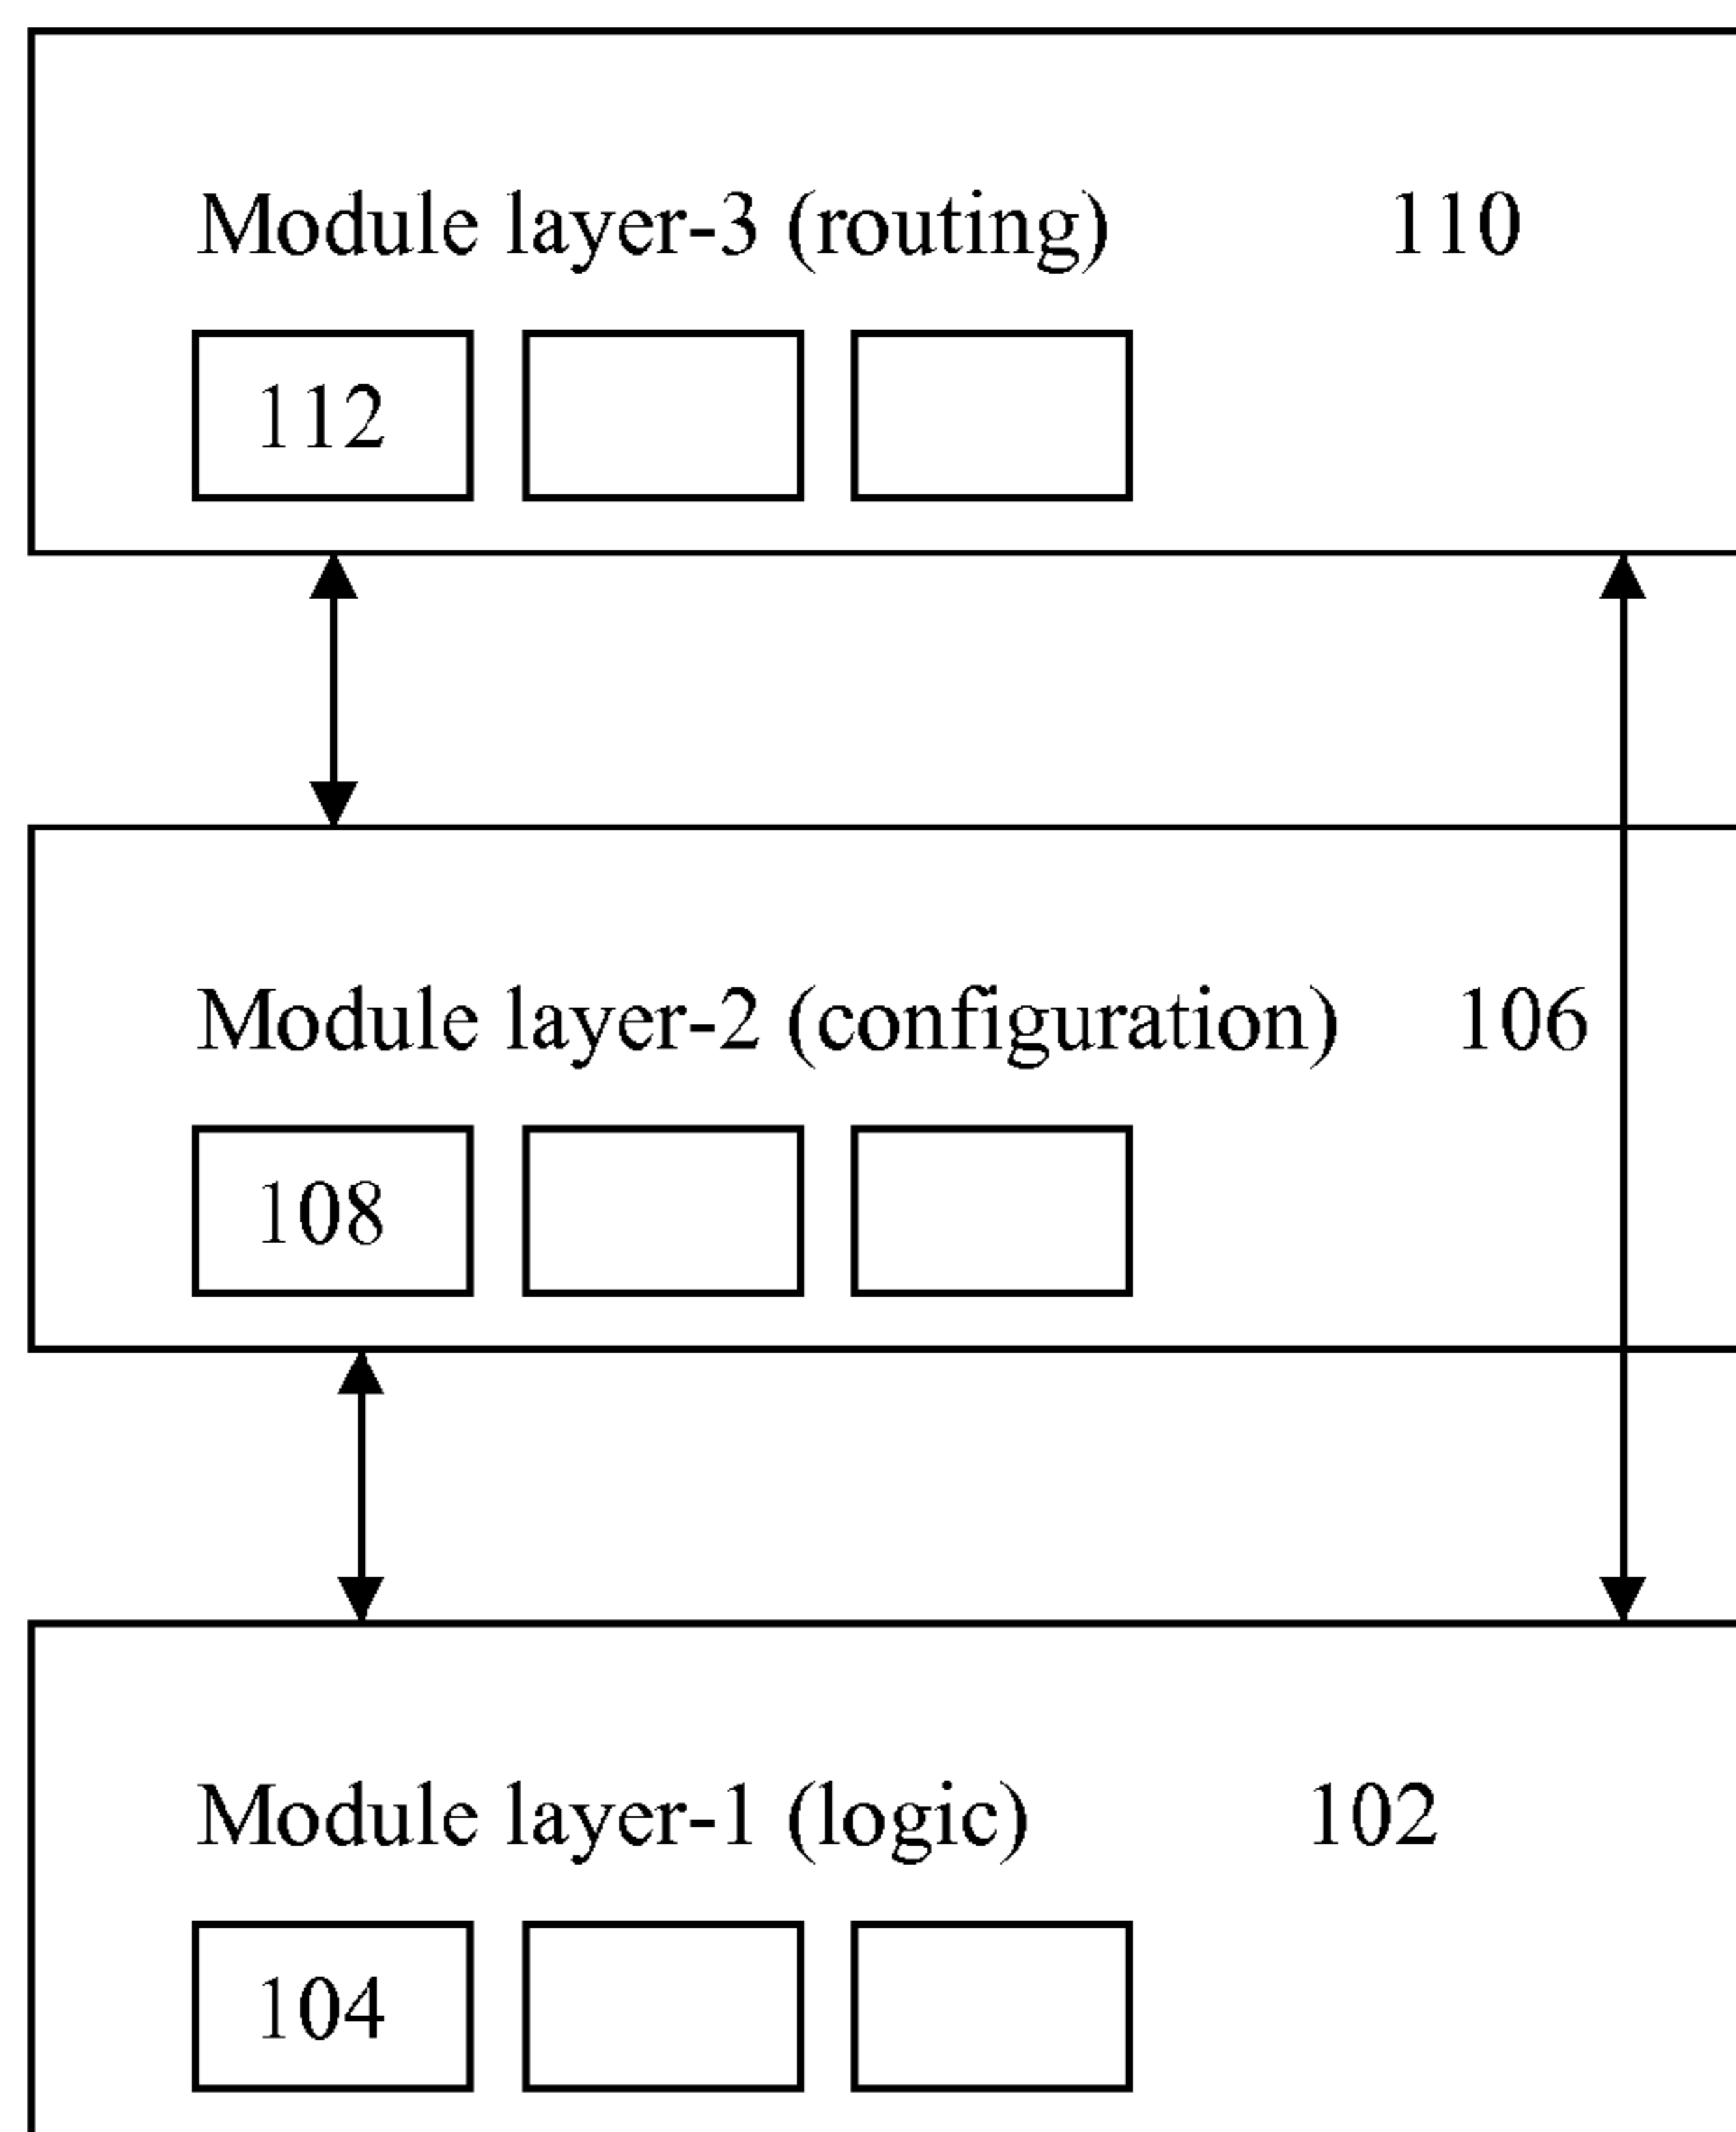 Module layer-3 (routing) 110
112
Module layer-2 (configuration) 106
108
Module layer-1 (logic) 102
104